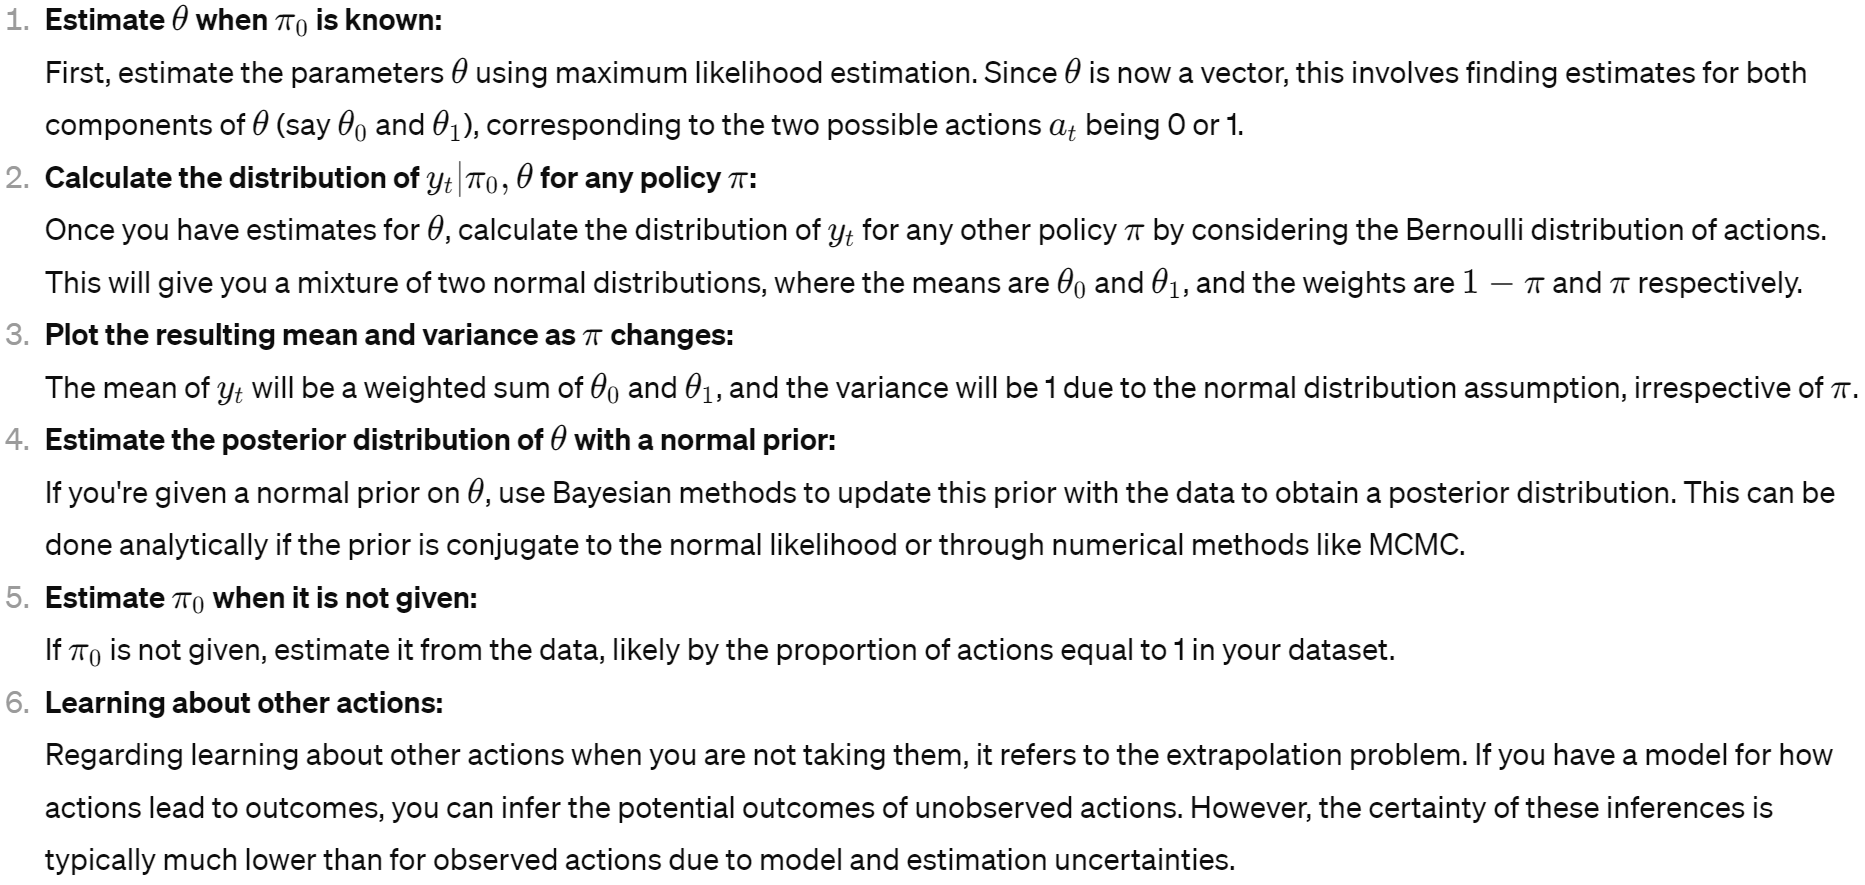 1. Estimate θ when π₀ is known:
First, estimate the parameters θ using maximum likelihood estimation. Since θ is now a vector, this involves finding estimates for both
components of θ (say θ₀ and θ₁), corresponding to the two possible actions aₜ being 0 or 1.
2. Calculate the distribution of yₜ|π₀, θ for any policy π:
Once you have estimates for θ, calculate the distribution of yₜ for any other policy π by considering the Bernoulli distribution of actions.
This will give you a mixture of two normal distributions, where the means are θ₀ and θ₁, and the weights are 1 − π and π respectively.
3. Plot the resulting mean and variance as π changes:
The mean of yₜ will be a weighted sum of θ₀ and θ₁, and the variance will be 1 due to the normal distribution assumption, irrespective of π.
4. Estimate the posterior distribution of θ with a normal prior:
If you're given a normal prior on θ, use Bayesian methods to update this prior with the data to obtain a posterior distribution. This can be
done analytically if the prior is conjugate to the normal likelihood or through numerical methods like MCMC.
5. Estimate π₀ when it is not given:
If π₀ is not given, estimate it from the data, likely by the proportion of actions equal to 1 in your dataset.
6. Learning about other actions:
Regarding learning about other actions when you are not taking them, it refers to the extrapolation problem. If you have a model for how
actions lead to outcomes, you can infer the potential outcomes of unobserved actions. However, the certainty of these inferences is
typically much lower than for observed actions due to model and estimation uncertainties.